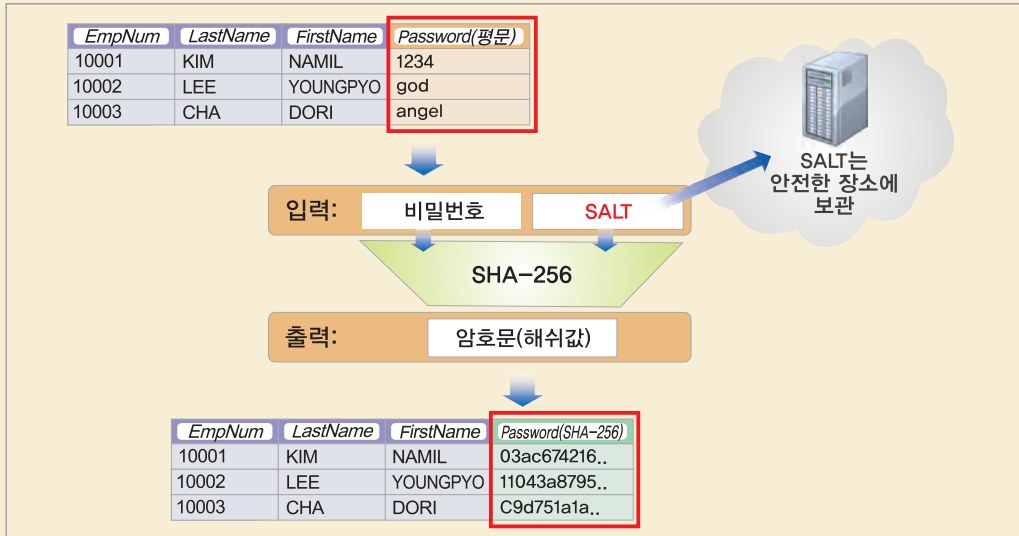 EmpNum LastName FirstName Password(평문)
10001 KIM NAMIL 1234
10002 LEE YOUNGPYO god
10003 CHA DORI angel
SALT는
안전한 장소에
보관
입력: 비밀번호 SALT
SHA-256
출력: 암호문(해쉬값)
EmpNum LastName FirstName Password(SHA-256)
10001 KIM NAMIL 03ac674216..
10002 LEE YOUNGPYO 11043a8795..
10003 CHA DORI C9d751a1a..